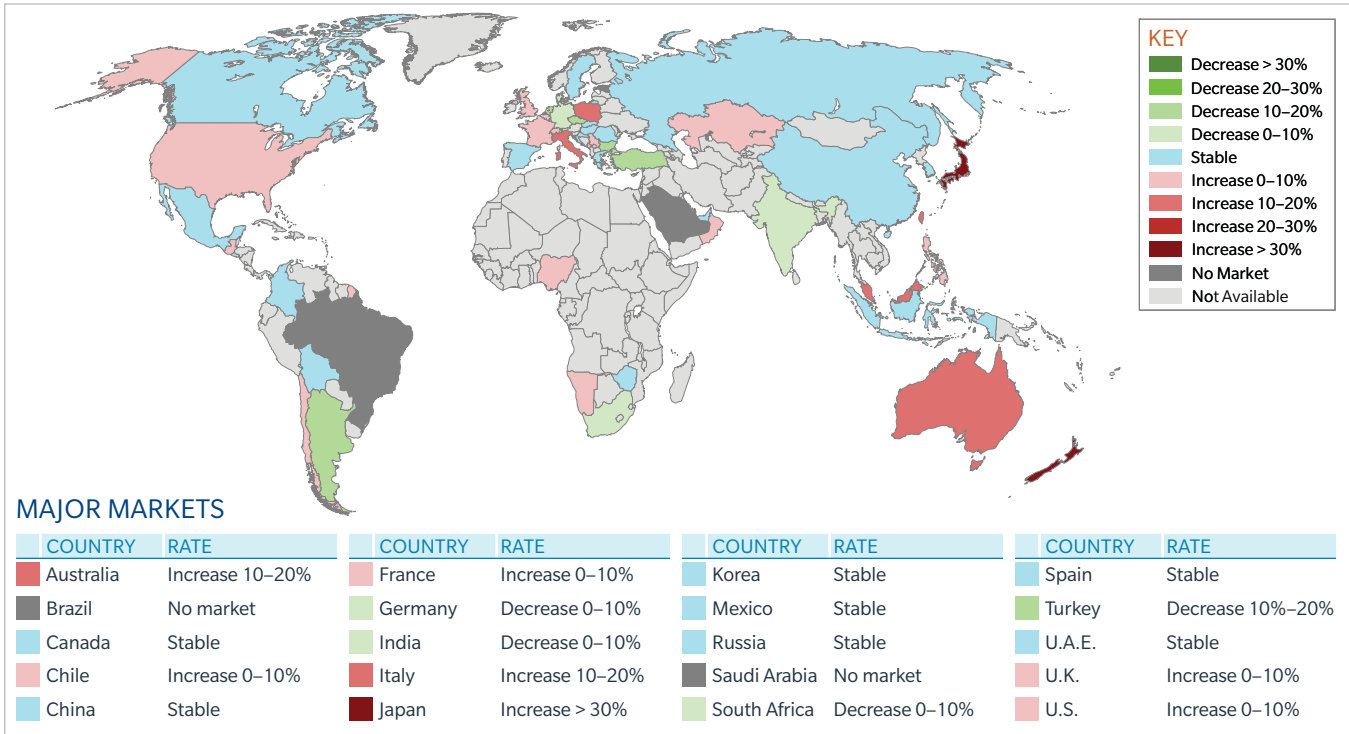 KEY
Decrease > 30%
Decrease 20–30%
Decrease 10–20%
Decrease 0–10%
Stable
Increase 0–10%
Increase 10–20%
Increase 20–30%
Increase > 30%
No Market
Not Available
MAJOR MARKETS
COUNTRY RATE
Australia Increase 10–20%
Brazil No market
Canada Stable
Chile Increase 0–10%
China Stable
COUNTRY RATE
France Increase 0–10%
Germany Decrease 0–10%
India Decrease 0–10%
Italy Increase 10–20%
Japan Increase > 30%
COUNTRY RATE
Korea Stable
Mexico Stable
Russia Stable
Saudi Arabia No market
South Africa Decrease 0–10%
COUNTRY RATE
Spain Stable
Turkey Decrease 10%–20%
U.A.E. Stable
U.K. Increase 0–10%
U.S. Increase 0–10%